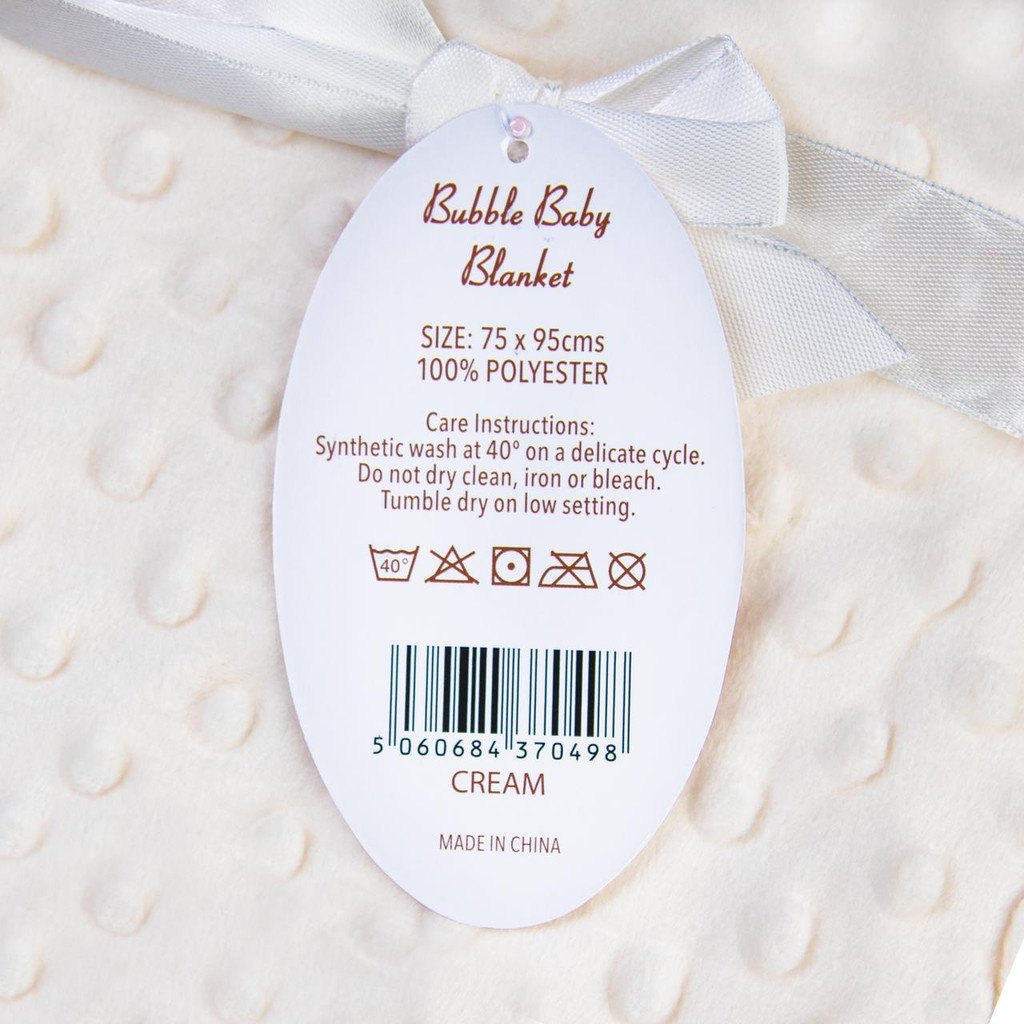 Bubble Baby
Blanket
SIZE: 75 x 95cms
100% POLYESTER
Care Instructions:
Synthetic wash at 40° on a delicate cycle.
Do not dry clean, iron or bleach.
Tumble dry on low setting.
40°
5 060684 370498
CREAM
MADE IN CHINA